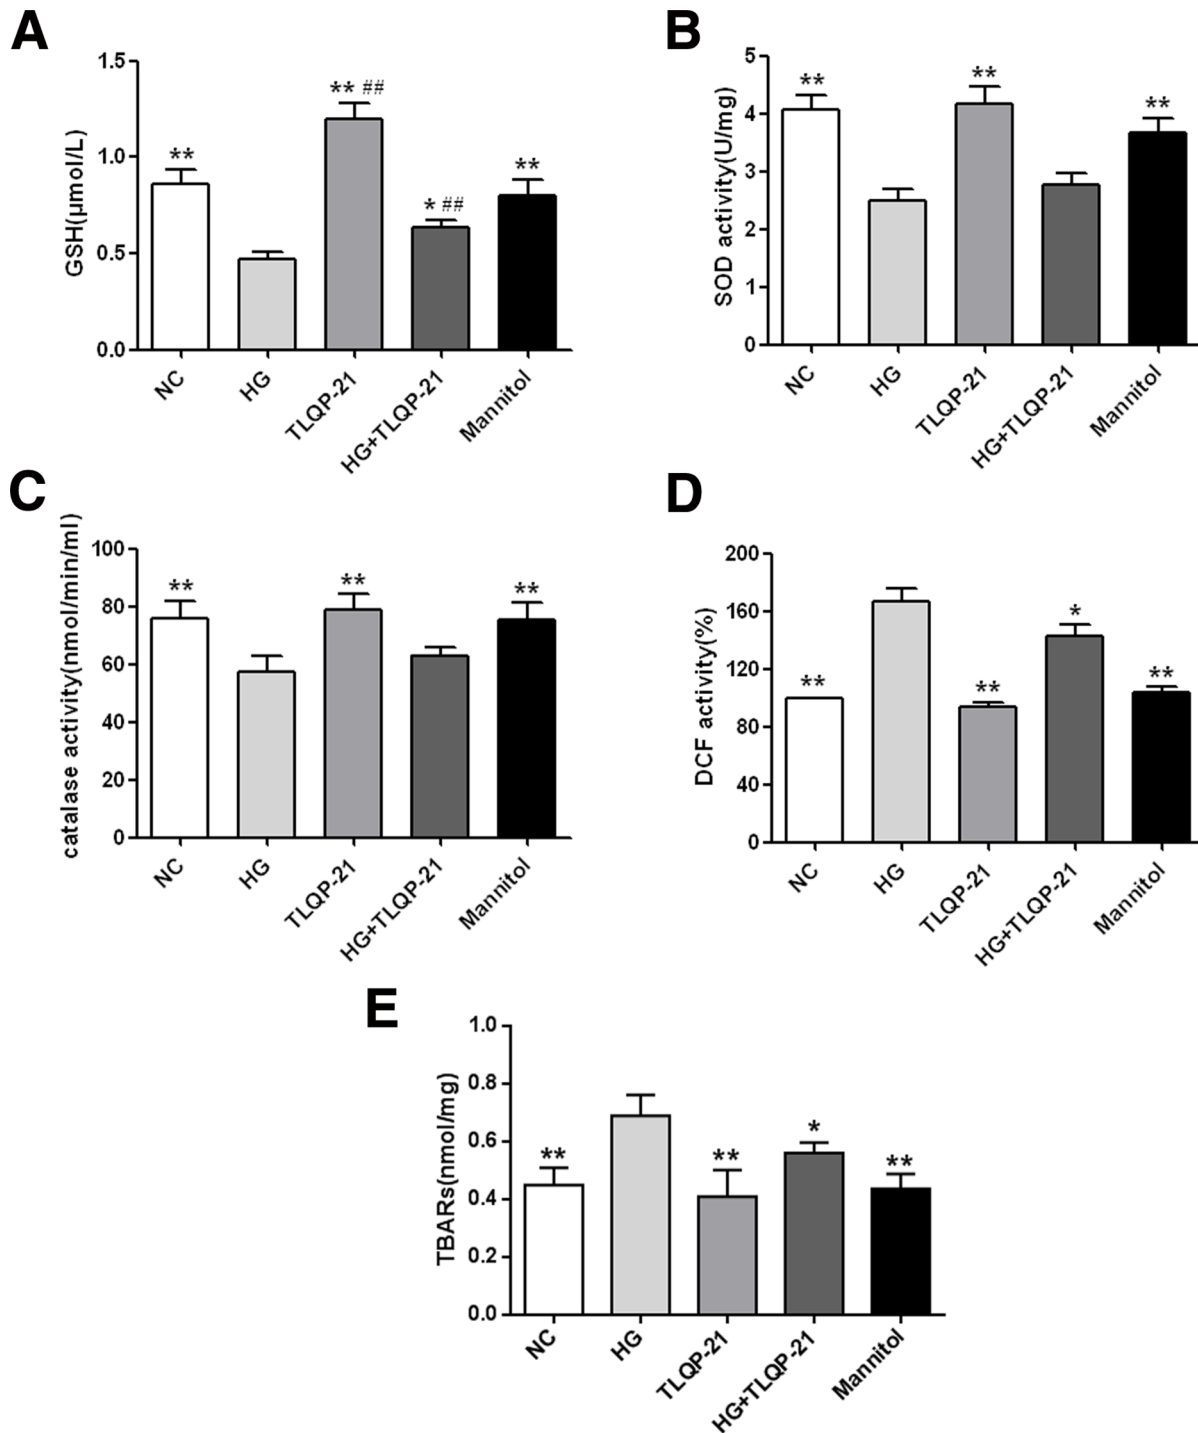 A
GSH(μmol/L)
1.5
1.0
0.5
0.0
**
** ##
* ##
**
NC
HG
TLQP-21
HG+TLQP-21
Mannitol
B
SOD activity(U/mg)
5
4
3
2
1
0
**
**
**
NC
HG
TLQP-21
HG+TLQP-21
Mannitol
C
catalase activity(nmol/min/ml)
100
80
60
40
20
0
**
**
**
NC
HG
TLQP-21
HG+TLQP-21
Mannitol
D
DCF activity(%)
200
160
120
80
40
0
**
**
*
**
NC
HG
TLQP-21
HG+TLQP-21
Mannitol
E
TBARs(nmol/mg)
1.0
0.8
0.6
0.4
0.2
0.0
**
**
*
**
NC
HG
TLQP-21
HG+TLQP-21
Mannitol